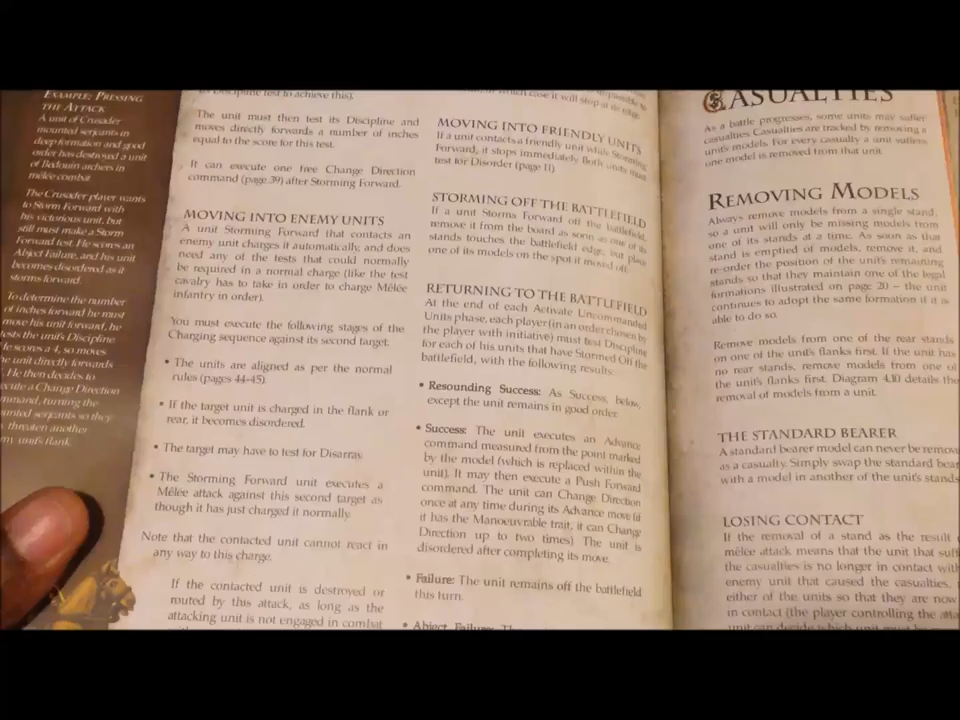 EXAMPLE: PRESSING
THE ATTACK
A unit of Crusader
mounted serjeants in
deep formation and good
order has destroyed a unit
of Bedouin archers in
mêlée combat.
The Crusader player wants
to Storm Forward with
his victorious unit, but
still must make a Storm
Forward test. He scores an
Abject Failure, and his unit
becomes disordered as it
storms forward.
To determine the number
of inches forward he must
move his unit forward, he
tests the unit's Discipline
He scores a 4, so moves
the unit directly forwards
. He then decides to
execute a Change Direction
command, turning the
mounted serjeants so they
threaten another
my unit's flank.
as Discipline test to achieve this).
The unit must then test its Discipline and
moves directly forwards a number of inches
equal to the score for this test.
It can execute one free Change Direction
command (page 39) after Storming Forward.
MOVING INTO ENEMY UNITS
A unit Storming Forward that contacts an
enemy unit charges it automatically, and does
need any of the tests that could normally
be required in a normal charge (like the test
cavalry has to take in order to charge Mêlée
infantry in order).
You must execute the following stages of the
Charging sequence against its second target:
• The units are aligned as per the normal
rules (pages 44-45).
• If the target unit is charged in the flank or
rear, it becomes disordered.
• The target may have to test for Disarray.
• The Storming Forward unit executes a
Mêlée attack against this second target as
though it has just charged it normally.
Note that the contacted unit cannot react in
any way to this charge.
If the contacted unit is destroyed or
routed by this attack, as long as the
attacking unit is not engaged in combat
which case it will stop at its edge.
MOVING INTO FRIENDLY UNITS
If a unit contacts a friendly unit while Storming
Forward, it stops immediately. Both units must
test for Disorder (page 11)
STORMING OFF THE BATTLEFIELD
If a unit Storms Forward off the battlefield,
remove it from the board as soon as one of its
stands touches the battlefield edge, but place
one of its models on the spot it moved off.
RETURNING TO THE BATTLEFIELD
At the end of each Activate Uncommanded
Units phase, each player (in an order chosen by
the player with initiative) must test Discipline
for each of his units that have Stormed Off the
battlefield, with the following results:
• Resounding Success: As Success, below,
except the unit remains in good order.
• Success: The unit executes an Advance
command measured from the point marked
by the model (which is replaced within the
unit). It may then execute a Push Forward
command. The unit can Change Direction
once at any time during its Advance move (if
it has the Manoeuvrable trait, it can Change
Direction up to two times). The unit is
disordered after completing its move.
• Failure: The unit remains off the battlefield
this turn.
• Abject Failure:
CASUALTIES
As a battle progresses, some units may suffer
casualties. Casualties are tracked by removing a
unit's models. For every casualty a unit suffers
one model is removed from that unit.
REMOVING MODELS
Always remove models from a single stand,
so a unit will only be missing models from
one of its stands at a time. As soon as that
stand is emptied of models, remove it, and
re-order the position of the unit's remaining
stands so that they maintain one of the legal
formations illustrated on page 20 – the unit
continues to adopt the same formation if it is
able to do so.
Remove models from one of the rear stands
on one of the unit's flanks first. If the unit has
no rear stands, remove models from one of
the unit's flanks first. Diagram 4.10 details the
removal of models from a unit.
THE STANDARD BEARER
A standard bearer model can never be remov
as a casualty. Simply swap the standard bear
with a model in another of the unit's stands
LOSING CONTACT
If the removal of a stand as the result
mêlée attack means that the unit that suff
the casualties is no longer in contact with
enemy unit that caused the casualties,
either of the units so that they are now
in contact (the player controlling the atta
unit can decide which unit must be